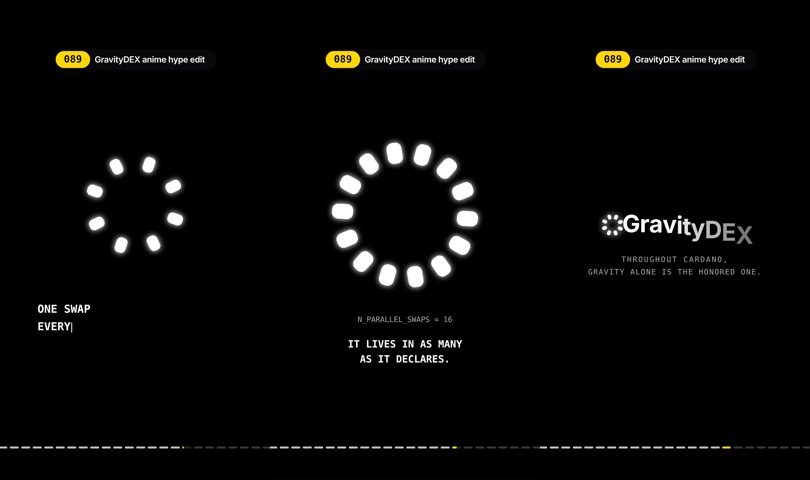 089 GravityDEX anime hype edit
ONE SWAP
EVERY
089 GravityDEX anime hype edit
N_PARALLEL_SWAPS = 16
IT LIVES IN AS MANY
AS IT DECLARES.
089 GravityDEX anime hype edit
GravityDEX
THROUGHOUT CARDANO,
GRAVITY ALONE IS THE HONORED ONE.